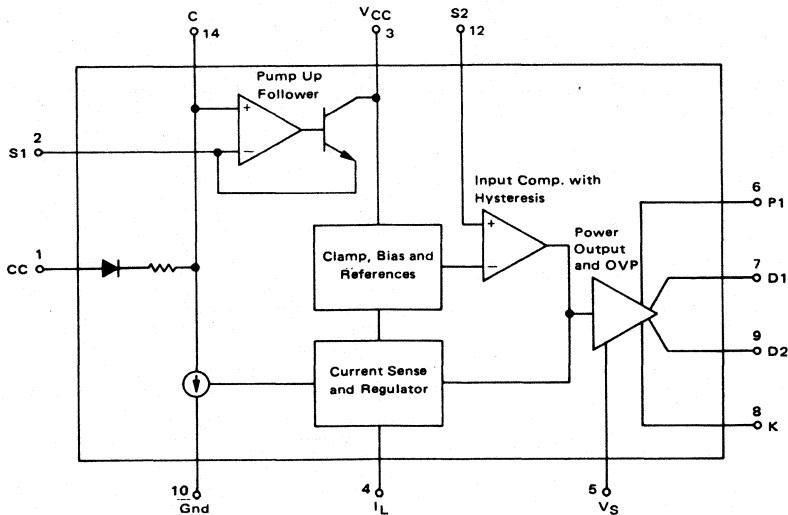 C
14
VCC
3
S2
12
Pump Up
Follower
+
−
2
S1
Input Comp. with
Hysteresis
+
−
6
P1
Power
Output
and OVP
1
CC
Clamp, Bias and
References
7
D1
9
D2
Current Sense
and Regulator
8
K
10
Gnd
4
IL
5
VS